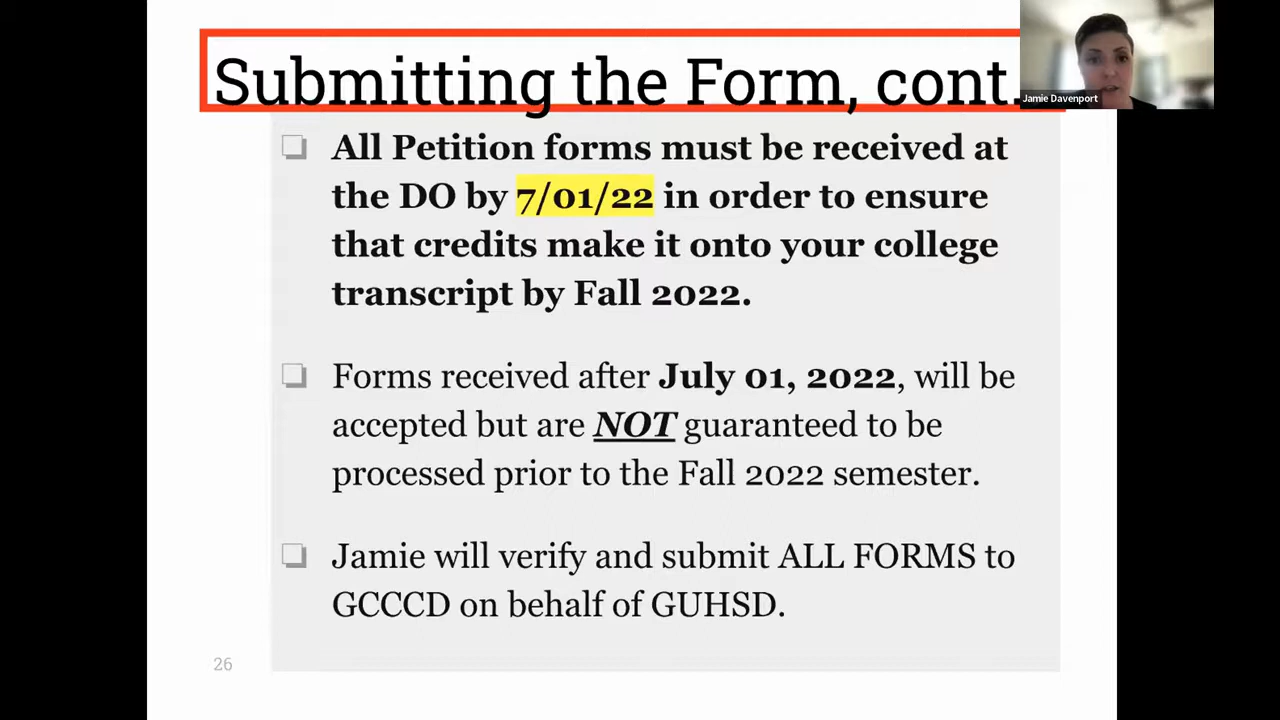 Submitting the Form, cont.
Jamie Davenport
All Petition forms must be received at
the DO by 7/01/22 in order to ensure
that credits make it onto your college
transcript by Fall 2022.
Forms received after July 01, 2022, will be
accepted but are NOT guaranteed to be
processed prior to the Fall 2022 semester.
Jamie will verify and submit ALL FORMS to
GCCCD on behalf of GUHSD.
26